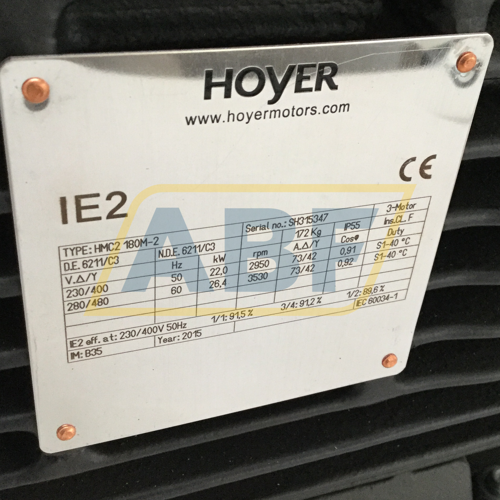 HOYER
www.hoyermotors.com
CE
IE2
ABF
TYPE: HMC2 180M-2 Serial no.: SH315347 3-Motor
D.E. 6211/C3 N.D.E. 6211/C3 172 Kg IP55 Ins.CL. F
V.Δ/Y Hz kW rpm A.Δ/Y Cosø Duty
230/400 50 22,0 2950 73/42 0,91 S1-40 °C
280/480 60 26,4 3530 73/42 0,92 S1-40 °C
IE2 eff. at: 230/400V 50Hz 1/1: 91,5% 3/4: 91,2% 1/2: 89,6%
IM: B35 Year: 2015 IEC 60034-1